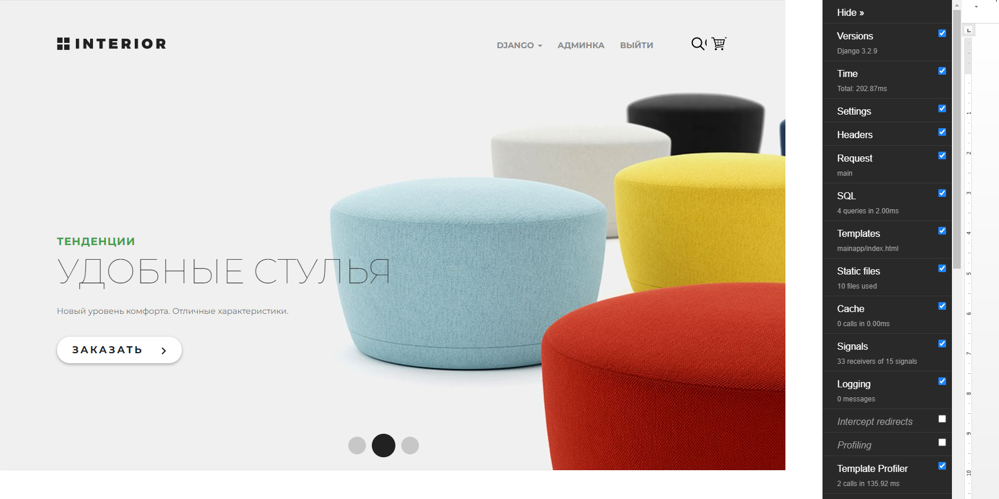 INTERIOR
DJANGO АДМИНКА ВЫЙТИ
ТЕНДЕНЦИИ
УДОБНЫЕ СТУЛЬЯ
Новый уровень комфорта. Отличные характеристики.
ЗАКАЗАТЬ
Hide »
Versions
Django 3.2.9
Time
Total: 202.87ms
Settings
Headers
Request
main
SQL
4 queries in 2.00ms
Templates
mainapp/index.html
Static files
10 files used
Cache
0 calls in 0.00ms
Signals
33 receivers of 15 signals
Logging
0 messages
Intercept redirects
Profiling
Template Profiler
2 calls in 135.92 ms
1
2
3
4
5
6
7
8
9
10